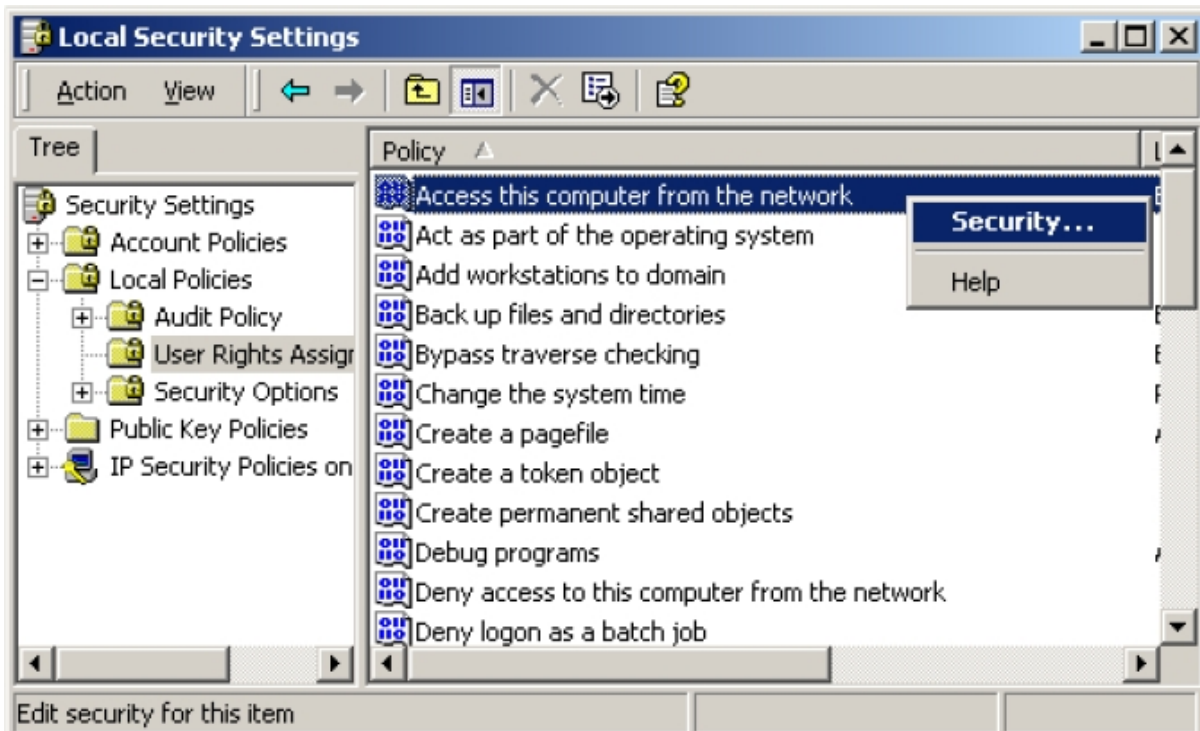 Local Security Settings
Action View
Tree
Policy
Security Settings
Account Policies
Local Policies
Audit Policy
User Rights Assign
Security Options
Public Key Policies
IP Security Policies on
Access this computer from the network
Act as part of the operating system
Add workstations to domain
Back up files and directories
Bypass traverse checking
Change the system time
Create a pagefile
Create a token object
Create permanent shared objects
Debug programs
Deny access to this computer from the network
Deny logon as a batch job
Security...
Help
Edit security for this item